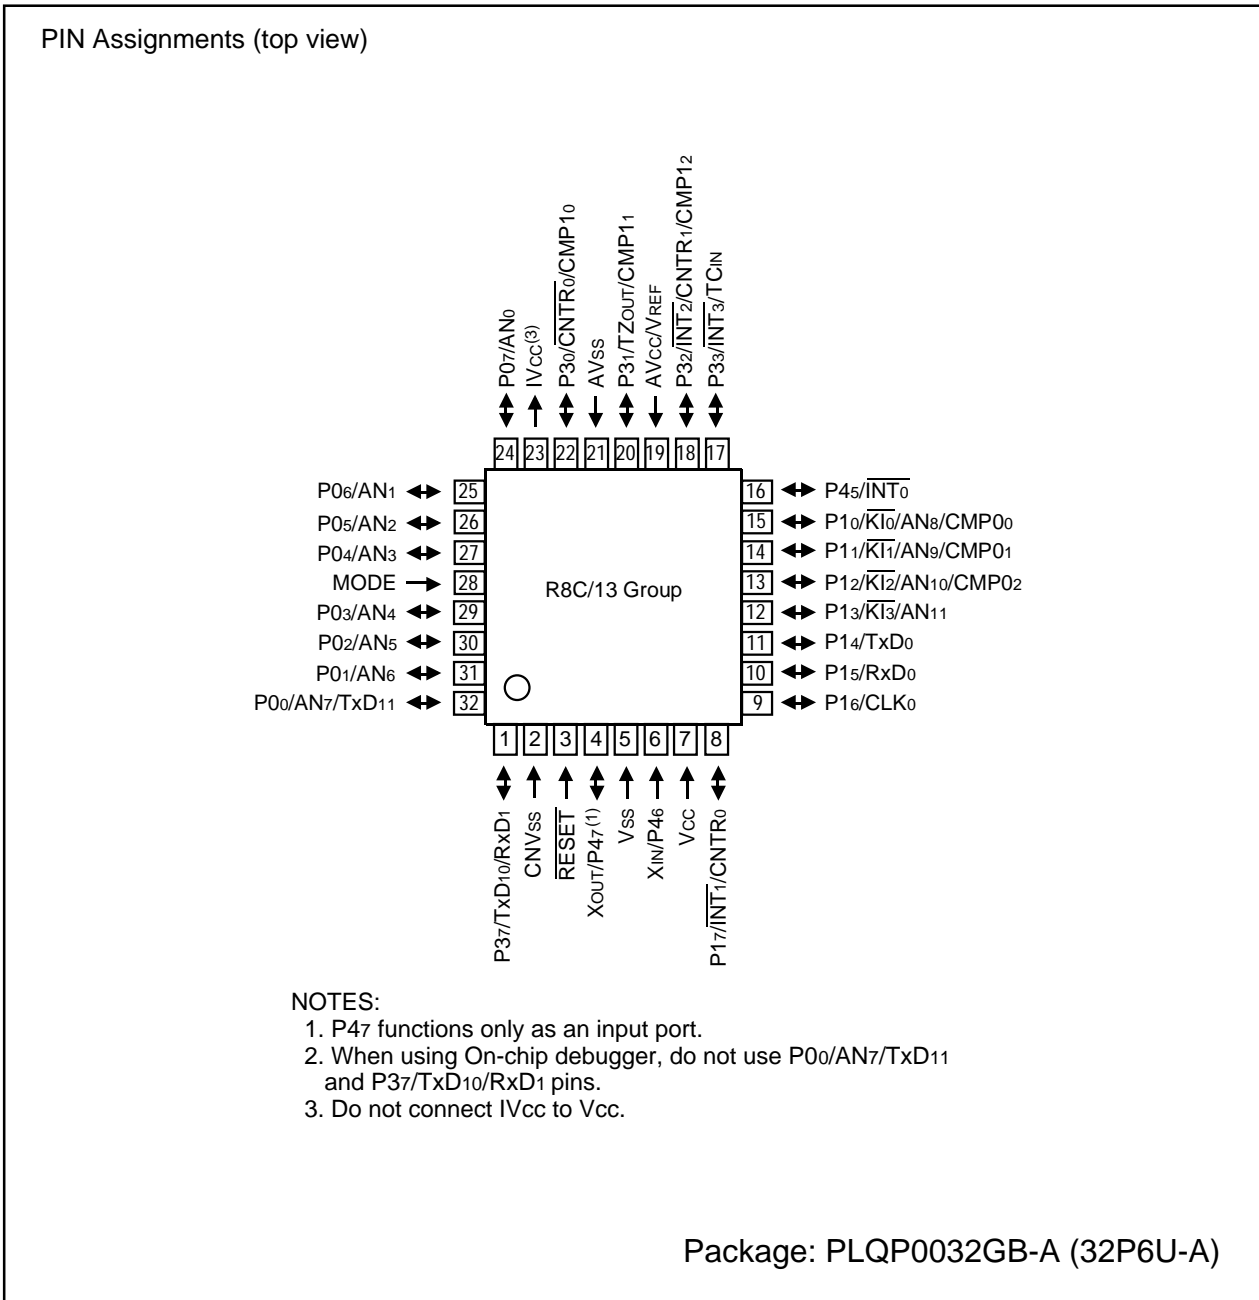 PIN Assignments (top view)
P07/AN0
IVCC(3)
P30/CNTR0/CMP10
AVSS
P31/TZOUT/CMP11
AVCC/VREF
P32/INT2/CNTR1/CMP12
P33/INT3/TCIN
24 23 22 21 20 19 18 17
P06/AN1 25
P05/AN2 26
P04/AN3 27
MODE 28
P03/AN4 29
P02/AN5 30
P01/AN6 31
P00/AN7/TxD11 32
R8C/13 Group
16 P45/INT0
15 P10/KI0/AN8/CMP00
14 P11/KI1/AN9/CMP01
13 P12/KI2/AN10/CMP02
12 P13/KI3/AN11
11 P14/TxD0
10 P15/RxD0
9 P16/CLK0
1 2 3 4 5 6 7 8
P37/TxD10/RxD1
CNVSS
RESET
XOUT/P47(1)
VSS
XIN/P46
VCC
P17/INT1/CNTR0
NOTES:
1. P47 functions only as an input port.
2. When using On-chip debugger, do not use P00/AN7/TxD11
and P37/TxD10/RxD1 pins.
3. Do not connect IVcc to Vcc.
Package: PLQP0032GB-A (32P6U-A)